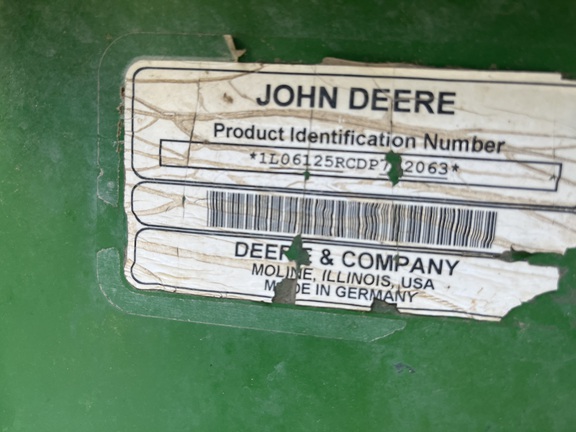 JOHN DEERE
Product Identification Number
DEERE & COMPANY
MOLINE, ILLINOIS, USA
MADE IN GERMANY